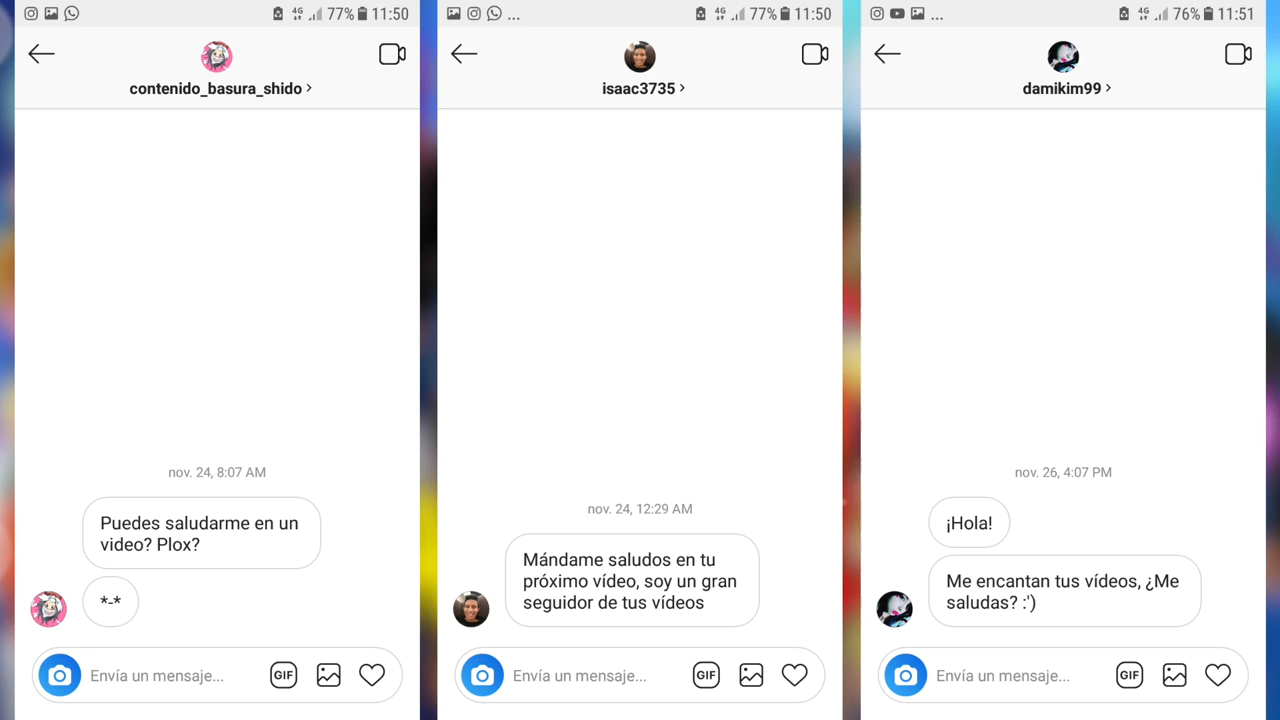 4G 77% 11:50
contenido_basura_shido
nov. 24, 8:07 AM
Puedes saludarme en un
video? Plox?
*-*
Envía un mensaje...
GIF
... 4G 77% 11:50
isaac3735
nov. 24, 12:29 AM
Mándame saludos en tu
próximo vídeo, soy un gran
seguidor de tus vídeos
Envía un mensaje...
GIF
... 4G 76% 11:51
damikim99
nov. 26, 4:07 PM
¡Hola!
Me encantan tus vídeos, ¿Me
saludas? :')
Envía un mensaje...
GIF